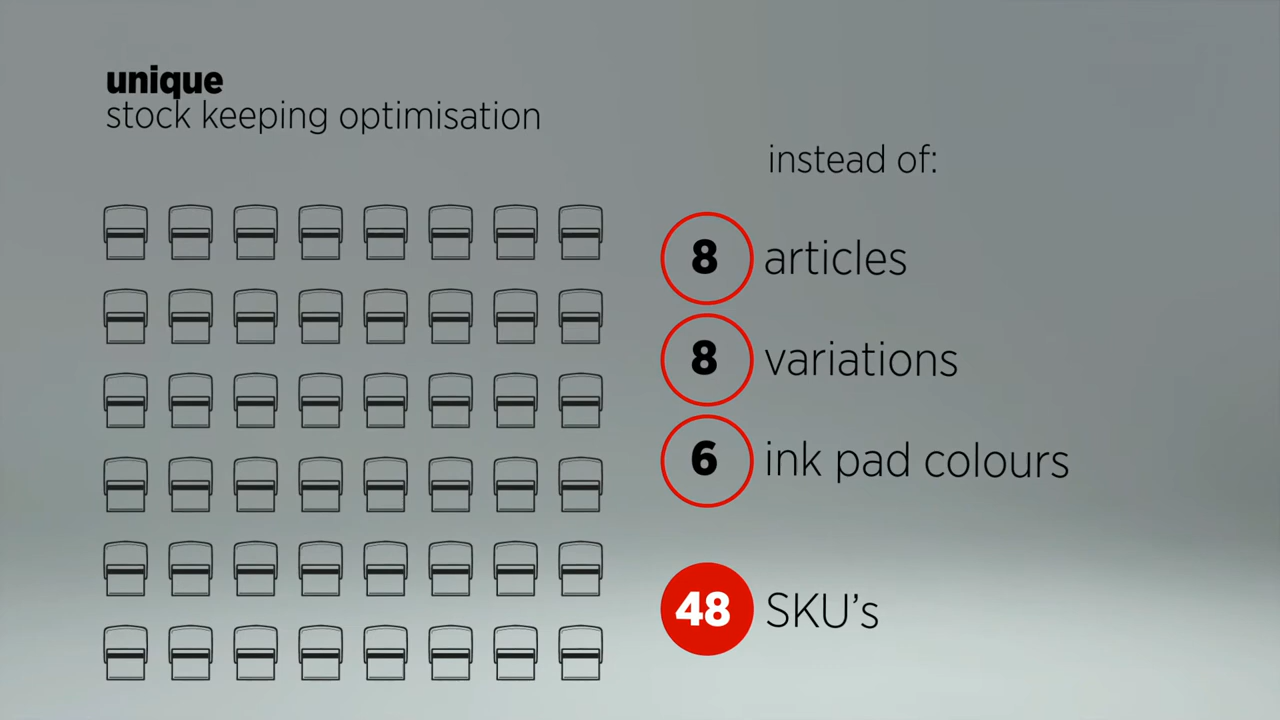 unique
stock keeping optimisation
instead of:
8 articles
8 variations
6 ink pad colours
48 SKU's